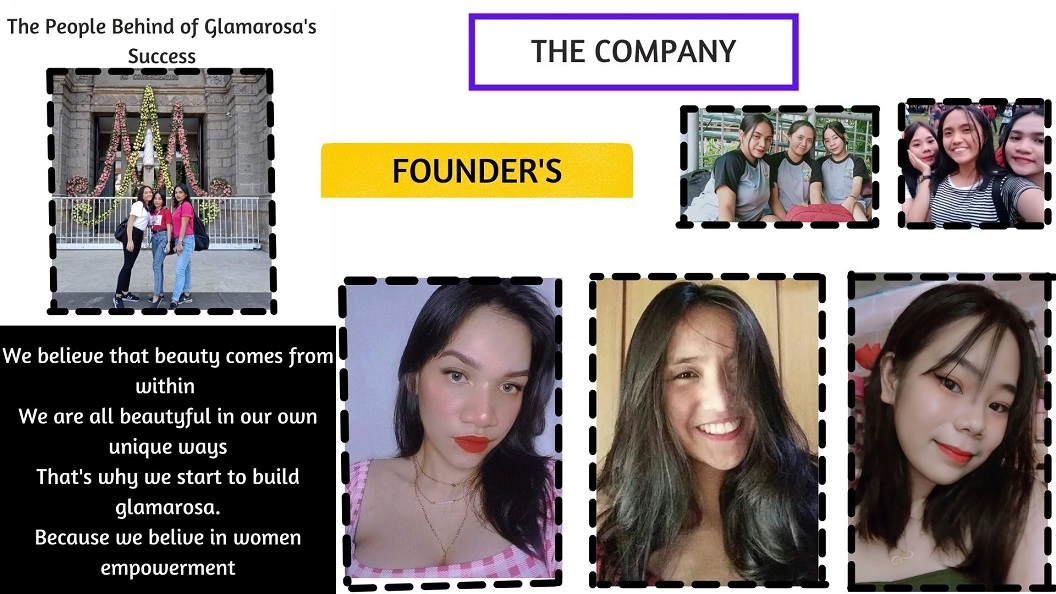 The People Behind of Glamarosa's
Success
THE COMPANY
FOUNDER'S
We believe that beauty comes from
within
We are all beautyful in our own
unique ways
That's why we start to build
glamarosa.
Because we belive in women
empowerment